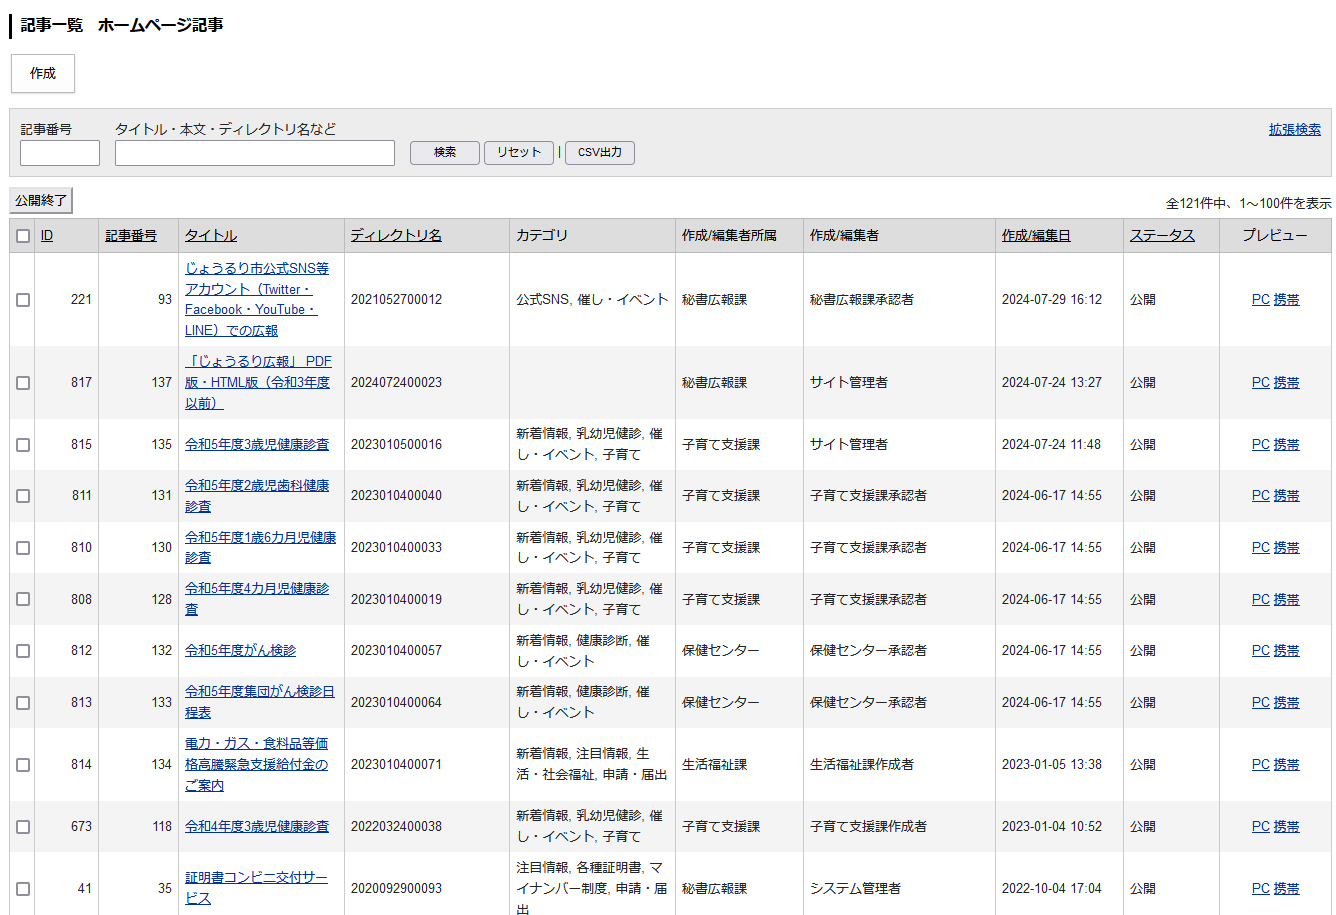 記事一覧　ホームページ記事
作成
記事番号 タイトル・本文・ディレクトリ名など 拡張検索
検索 リセット | CSV出力
公開終了 全121件中、1～100件を表示
ID 記事番号 タイトル ディレクトリ名 カテゴリ 作成/編集者所属 作成/編集者 作成/編集日 ステータス プレビュー
じょうるり市公式SNS等
アカウント（Twitter・
Facebook・YouTube・
LINE）での広報
221 93 2021052700012 公式SNS, 催し・イベント 秘書広報課 秘書広報課承認者 2024-07-29 16:12 公開 PC 携帯
「じょうるり広報」 PDF
版・HTML版（令和3年度
以前）
817 137 2024072400023 秘書広報課 サイト管理者 2024-07-24 13:27 公開 PC 携帯
815 135 令和5年度3歳児健康診査 2023010500016
新着情報, 乳幼児健診, 催
し・イベント, 子育て
子育て支援課 サイト管理者 2024-07-24 11:48 公開 PC 携帯
811 131
令和5年度2歳児歯科健康
診査
2023010400040
新着情報, 乳幼児健診, 催
し・イベント, 子育て
子育て支援課 子育て支援課承認者 2024-06-17 14:55 公開 PC 携帯
810 130
令和5年度1歳6カ月児健康
診査
2023010400033
新着情報, 乳幼児健診, 催
し・イベント, 子育て
子育て支援課 子育て支援課承認者 2024-06-17 14:55 公開 PC 携帯
808 128
令和5年度4カ月児健康診
査
2023010400019
新着情報, 乳幼児健診, 催
し・イベント, 子育て
子育て支援課 子育て支援課承認者 2024-06-17 14:55 公開 PC 携帯
812 132 令和5年度がん検診 2023010400057
新着情報, 健康診断, 催
し・イベント
保健センター 保健センター承認者 2024-06-17 14:55 公開 PC 携帯
813 133
令和5年度集団がん検診日
程表
2023010400064
新着情報, 健康診断, 催
し・イベント
保健センター 保健センター承認者 2024-06-17 14:55 公開 PC 携帯
814 134
電力・ガス・食料品等価
格高騰緊急支援給付金の
ご案内
2023010400071
新着情報, 注目情報, 生
活・社会福祉, 申請・届出
生活福祉課 生活福祉課作成者 2023-01-05 13:38 公開 PC 携帯
673 118 令和4年度3歳児健康診査 2022032400038
新着情報, 乳幼児健診, 催
し・イベント, 子育て
子育て支援課 子育て支援課作成者 2023-01-04 10:52 公開 PC 携帯
41 35
証明書コンビニ交付サー
ビス
2020092900093
注目情報, 各種証明書, マ
イナンバー制度, 申請・届
出
秘書広報課 システム管理者 2022-10-04 17:04 公開 PC 携帯